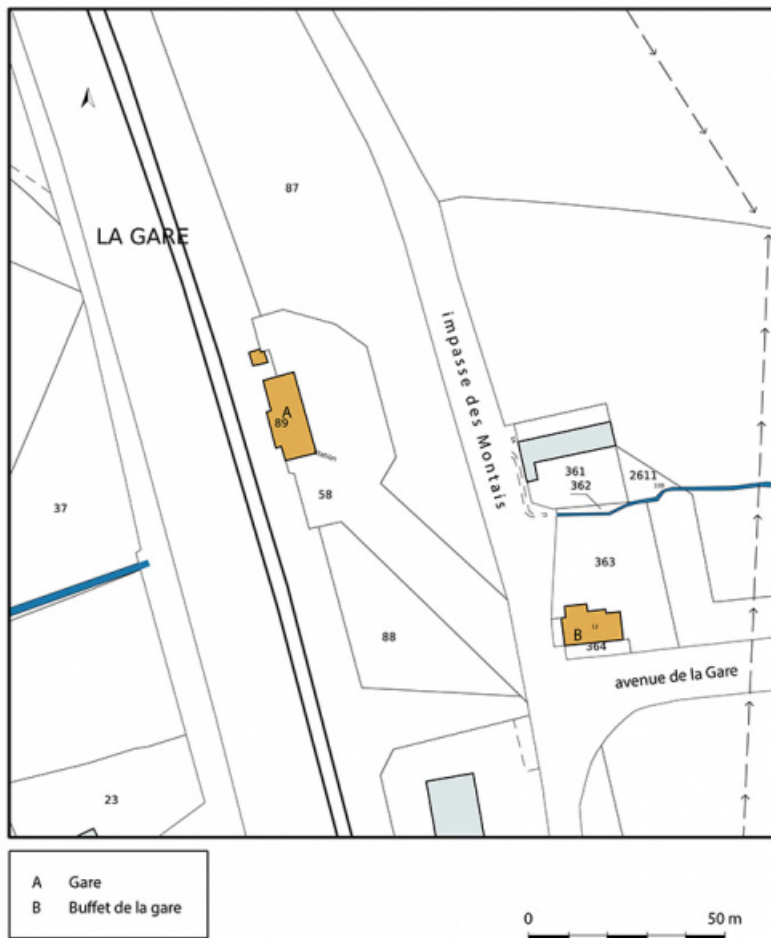 87
LA GARE
impasse des Montais
A
89
station
361
362
2611
58
37
363
88
B
364
avenue de la Gare
23
A Gare
B Buffet de la gare
0 50 m